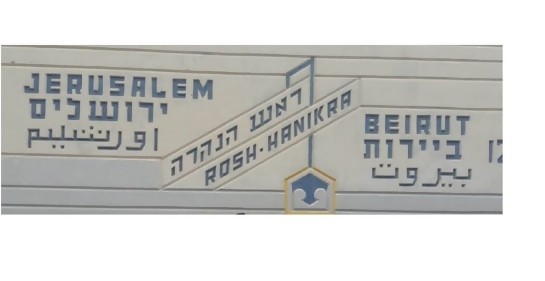 JERUSALEM
ירושלים
اورشليم
ראש הנקרה
ROSH-HANIKRA
BEIRUT
ביירות
بيروت